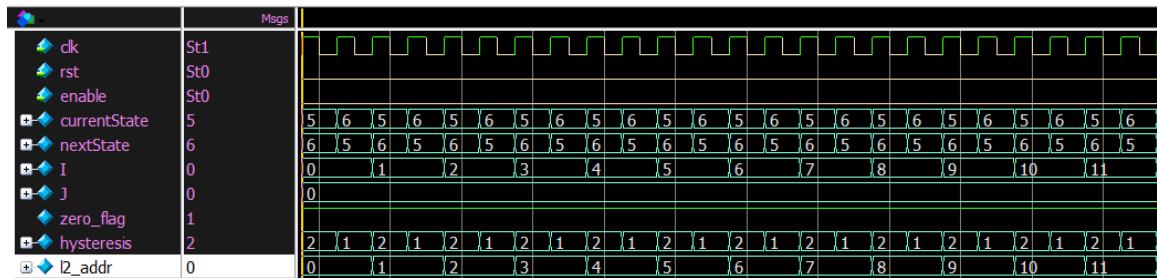 Msgs
clk St1
rst St0
enable St0
currentState 5 5 6 5 6 5 6 5 6 5 6 5 6 5 6 5 6 5 6 5 6 5 6 5 6
nextState 6 6 5 6 5 6 5 6 5 6 5 6 5 6 5 6 5 6 5 6 5 6 5 6 5
I 0 0 1 2 3 4 5 6 7 8 9 10 11
J 0 0
zero_flag 1
hysteresis 2 2 1 2 1 2 1 2 1 2 1 2 1 2 1 2 1 2 1 2 1 2 1 2 1
l2_addr 0 0 1 2 3 4 5 6 7 8 9 10 11